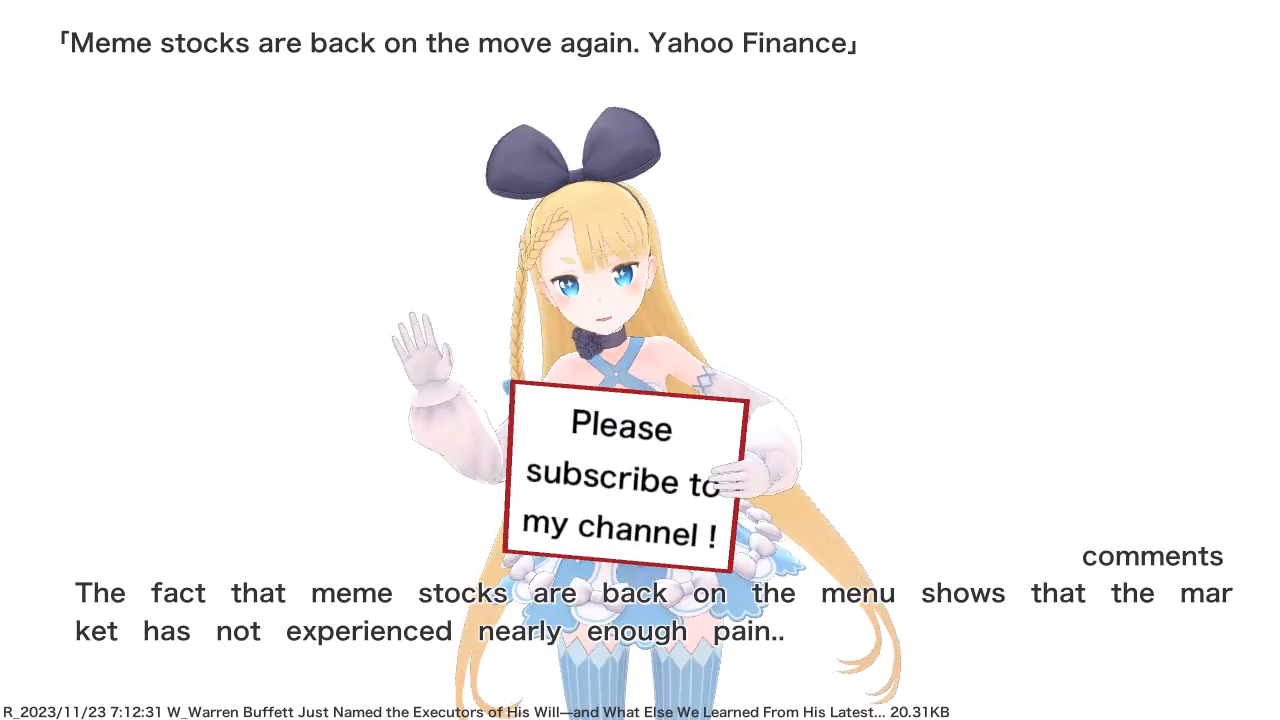 「Meme stocks are back on the move again. Yahoo Finance」
Please
subscribe to
my channel !
comments
The fact that meme stocks are back on the menu shows that the mar
ket has not experienced nearly enough pain..
R_2023/11/23 7:12:31 W_Warren Buffett Just Named the Executors of His Will—and What Else We Learned From His Latest... 20.31KB